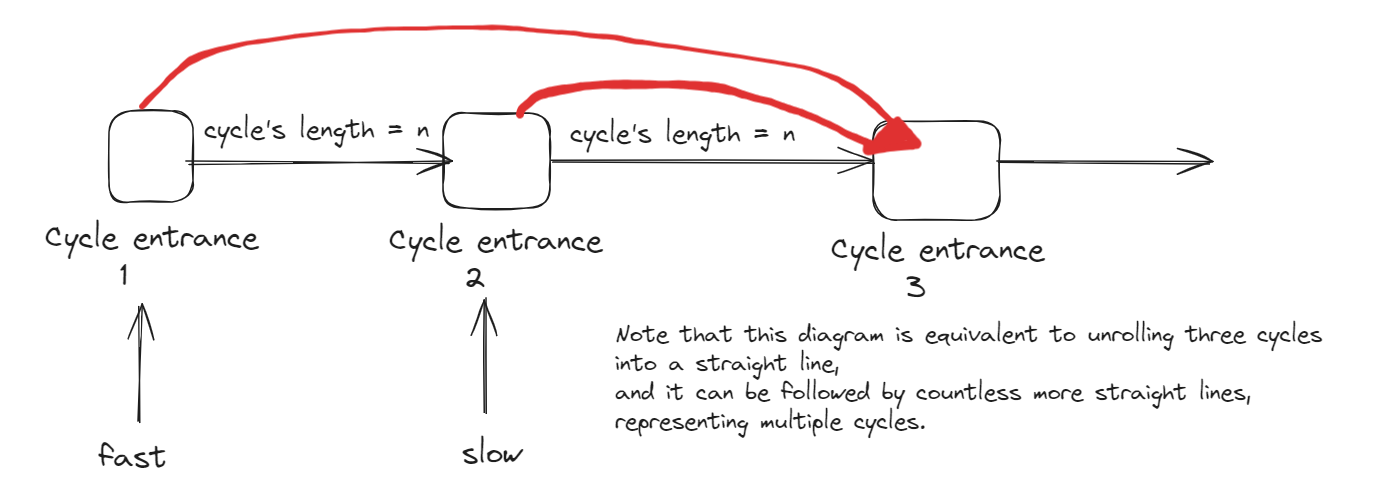 cycle's length = n
cycle's length = n
Cycle entrance
1
Cycle entrance
2
Cycle entrance
3
Note that this diagram is equivalent to unrolling three cycles
into a straight line,
and it can be followed by countless more straight lines,
representing multiple cycles.
fast
slow